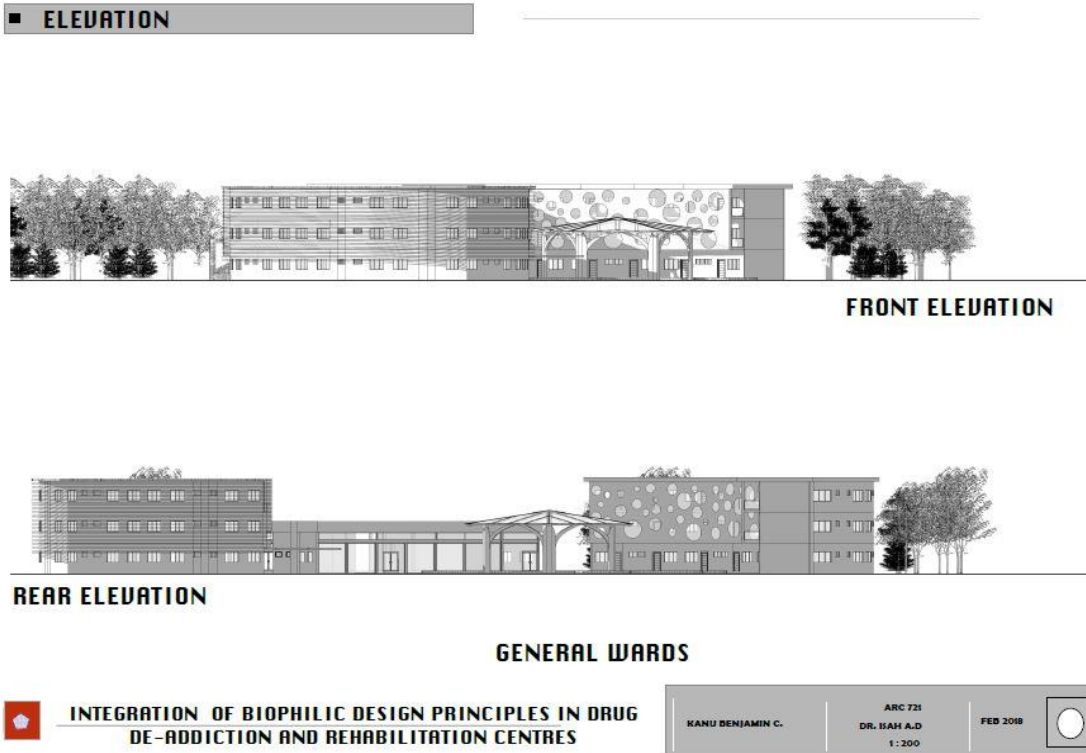 ELEVATION
FRONT ELEVATION
REAR ELEVATION
GENERAL WARDS
INTEGRATION OF BIOPHILIC DESIGN PRINCIPLES IN DRUG
DE-ADDICTION AND REHABILITATION CENTRES
KANU BENJAMIN C.
ARC 721
DR. ISAH A.D
1 : 200
FEB 2018